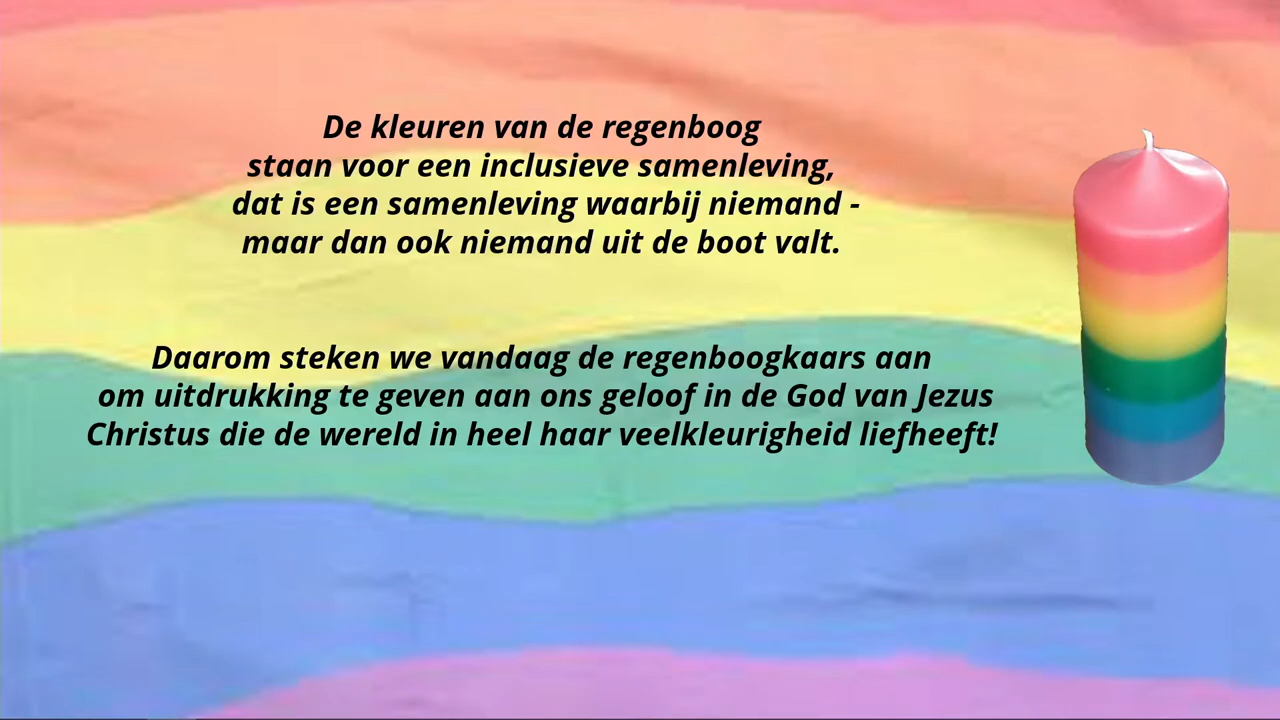 De kleuren van de regenboog
staan voor een inclusieve samenleving,
dat is een samenleving waarbij niemand -
maar dan ook niemand uit de boot valt.
Daarom steken we vandaag de regenboogkaars aan
om uitdrukking te geven aan ons geloof in de God van Jezus
Christus die de wereld in heel haar veelkleurigheid liefheeft!